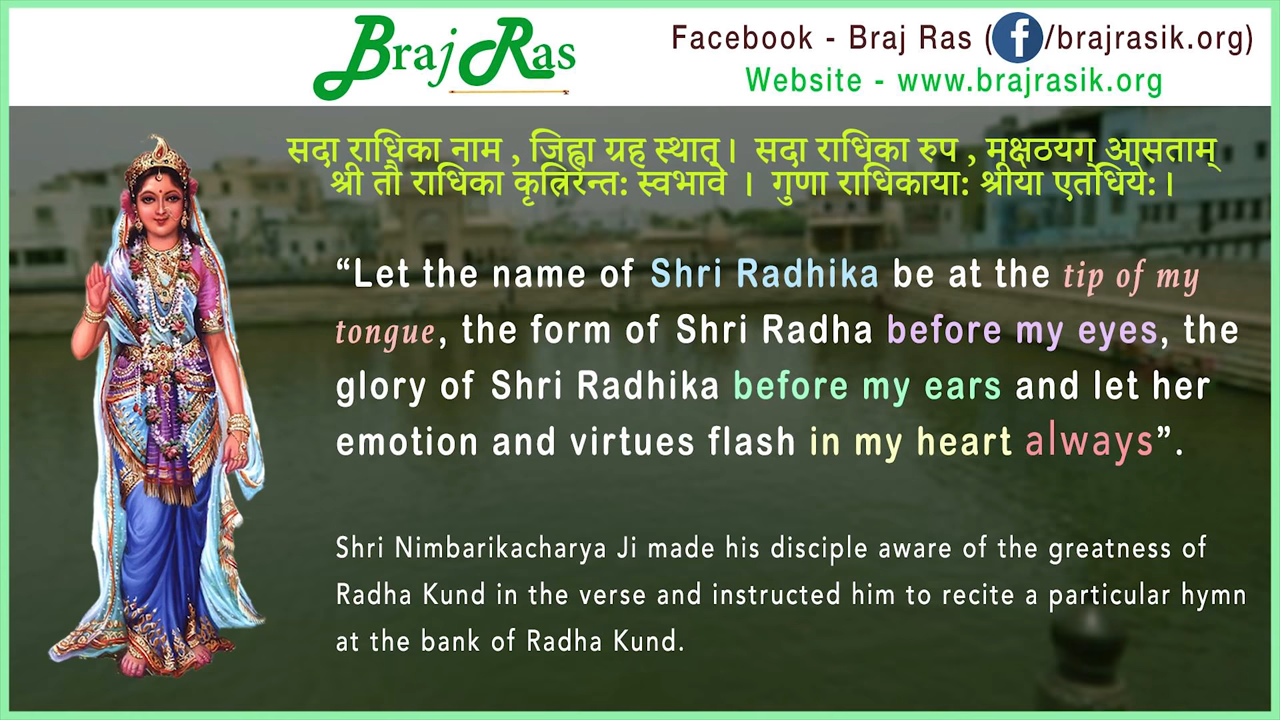 Braj Ras
Facebook - Braj Ras (f/brajrasik.org)
Website - www.brajrasik.org
सदा राधिका नाम , जिह्वा ग्रह स्थात् । सदा राधिका रुप , मक्षठयग् आसताम्
श्री तौ राधिका कृत्निरन्तः स्वभावे । गुणा राधिकायाः श्रीया एतधियेः ।
“Let the name of Shri Radhika be at the tip of my
tongue, the form of Shri Radha before my eyes, the
glory of Shri Radhika before my ears and let her
emotion and virtues flash in my heart always”.
Shri Nimbarikacharya Ji made his disciple aware of the greatness of
Radha Kund in the verse and instructed him to recite a particular hymn
at the bank of Radha Kund.